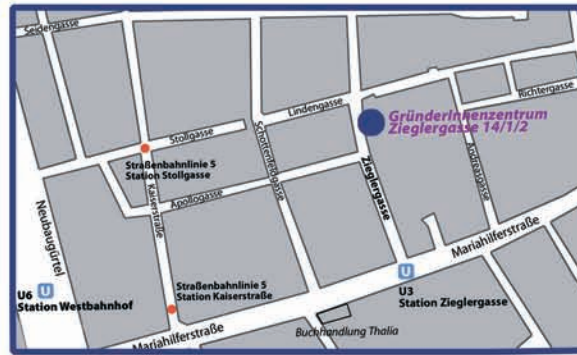 Seidengasse
Lindengasse
Richtergasse
GründerInnenzentrum
Zieglergasse 14/1/2
Stollgasse
Schottenfeldgasse
Zieglergasse
Andreasgasse
Straßenbahnlinie 5
Station Stollgasse
Kaiserstraße
Apollogasse
Neubaugürtel
Mariahilferstraße
U
U6
Station Westbahnhof
Straßenbahnlinie 5
Station Kaiserstraße
U
U3
Station Zieglergasse
Buchhandlung Thalia
Mariahilferstraße